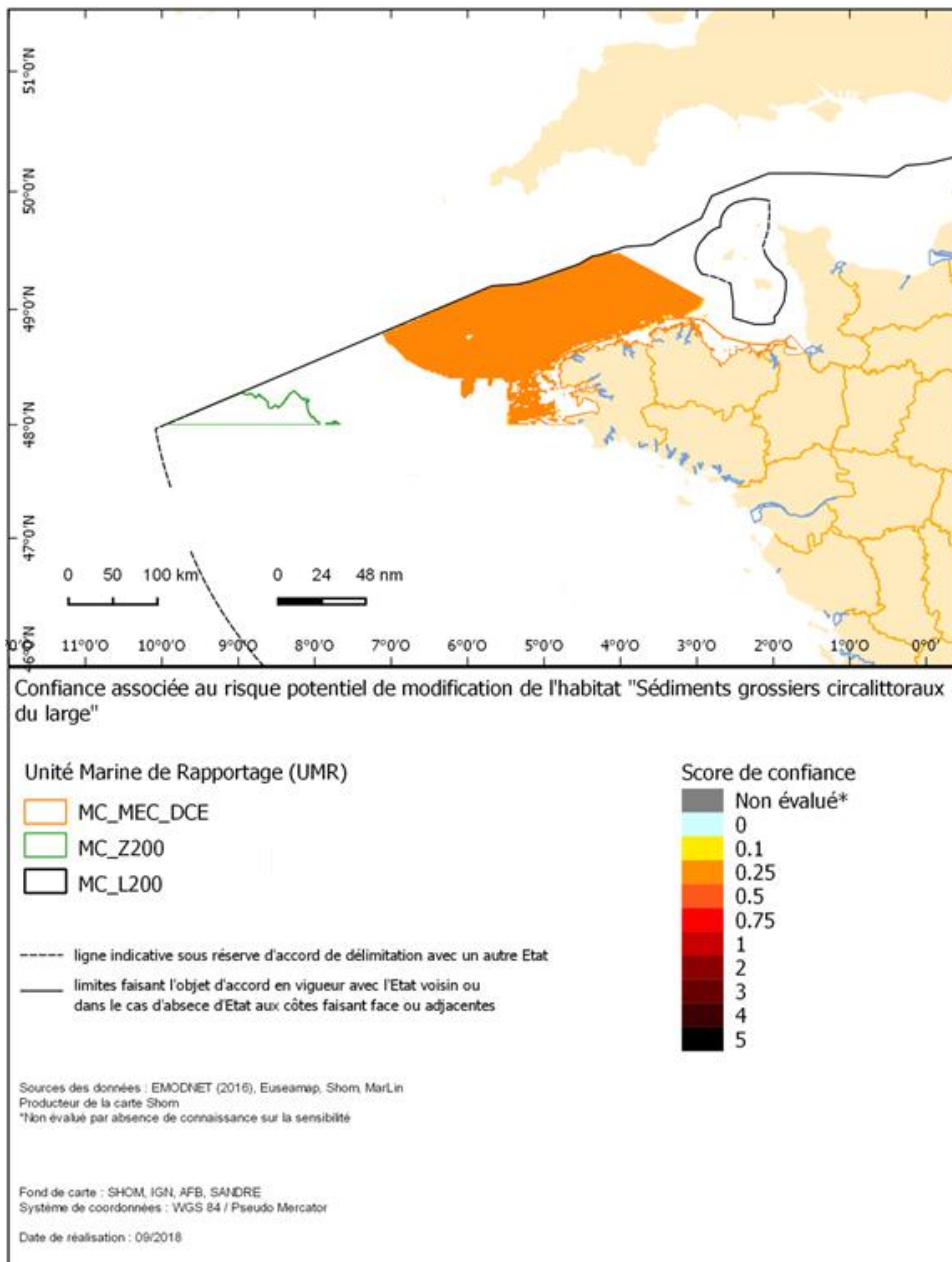 51°0'N
50°0'N
49°0'N
48°0'N
47°0'N
46°0'N
0 50 100 km
0 24 48 nm
0°0'O 11°0'O 10°0'O 9°0'O 8°0'O 7°0'O 6°0'O 5°0'O 4°0'O 3°0'O 2°0'O 1°0'O 0°0'
Confiance associée au risque potentiel de modification de l'habitat "Sédiments grossiers circalittoraux
du large"
Unité Marine de Rapportage (UMR)
MC_MEC_DCE
MC_Z200
MC_L200
ligne indicative sous réserve d'accord de délimitation avec un autre Etat
limites faisant l'objet d'accord en vigueur avec l'Etat voisin ou
dans le cas d'absece d'Etat aux côtes faisant face ou adjacentes
Score de confiance
Non évalué*
0
0.1
0.25
0.5
0.75
1
2
3
4
5
Sources des données : EMODNET (2016), Euseamap, Shom, MarLin
Producteur de la carte Shom
*Non évalué par absence de connaissance sur la sensibilité
Fond de carte : SHOM, IGN, AFB, SANDRE
Système de coordonnées : WGS 84 / Pseudo Mercator
Date de réalisation : 09/2018